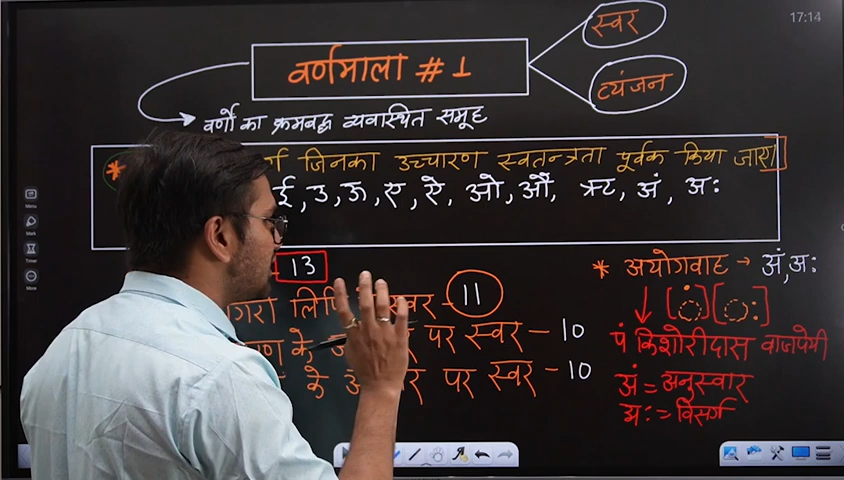 17:14
स्वर
वर्णमाला # 1
व्यंजन
वर्णों का क्रमबद्ध व्यवस्थित समूह
* जिनका उच्चारण स्वतन्त्रता पूर्वक किया जाए
ई, उ, ऊ, ए, ऐ, ओ, औ, ऋ, अं, अः
13
* अयोगवाह → अं, अः
लिपि स्वर - 11
[ं] [ः]
के पर स्वर - 10
पं किशोरीदास वाजपेयी
के पर स्वर - 10
अं = अनुस्वार
अः = विसर्ग